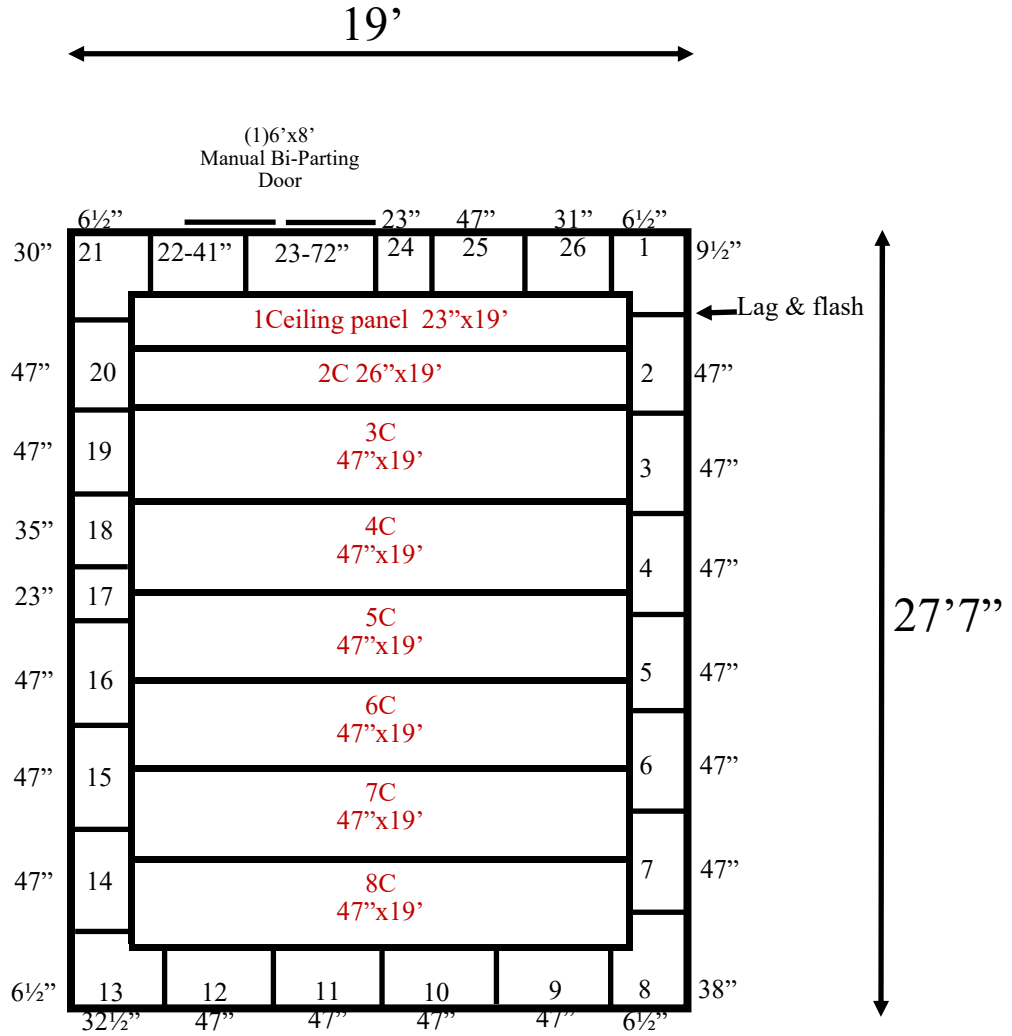 19’
(1)6’x8’
Manual Bi-Parting
Door
6½” 23” 47” 31” 6½”
30” 21 22-41” 23-72” 24 25 26 1 9½”
1Ceiling panel 23”x19’
Lag & flash
47” 20 2C 26”x19’ 2 47”
3C
47” 19 47”x19’ 3 47”
35” 18 4C
47”x19’ 4 47”
23” 17 27’7”
5C
47”x19’
47” 16 5 47”
6C
47”x19’
47” 15 6 47”
7C
47”x19’
47” 14 7 47”
8C
47”x19’
6½” 13 12 11 10 9 8 38”
32½” 47” 47” 47” 47” 6½”